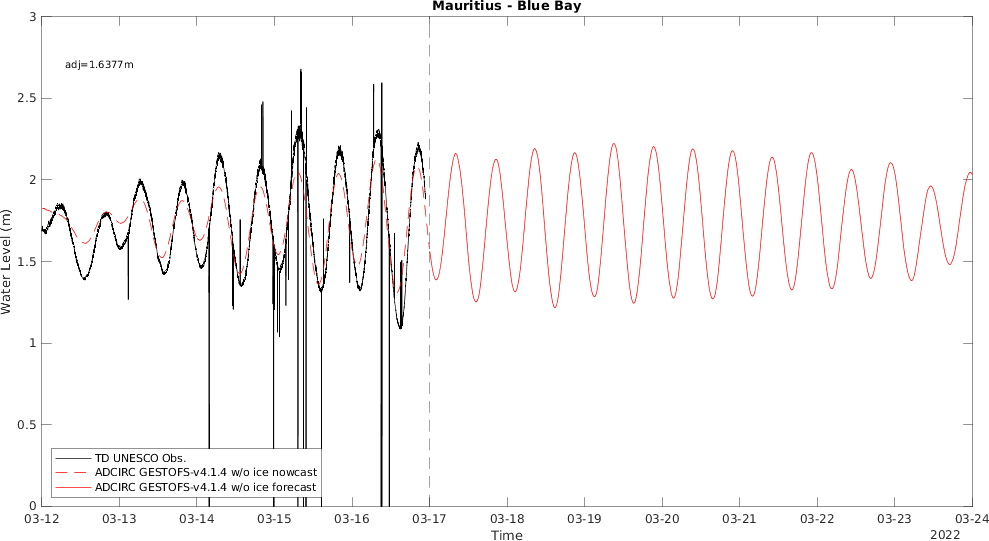 Mauritius - Blue Bay
3
adj=1.6377m
2.5
2
1.5
1
0.5
0
Water Level (m)
TD UNESCO Obs.
ADCIRC GESTOFS-v4.1.4 w/o ice nowcast
ADCIRC GESTOFS-v4.1.4 w/o ice forecast
03-12 03-13 03-14 03-15 03-16 03-17 03-18 03-19 03-20 03-21 03-22 03-23 03-24
Time
2022